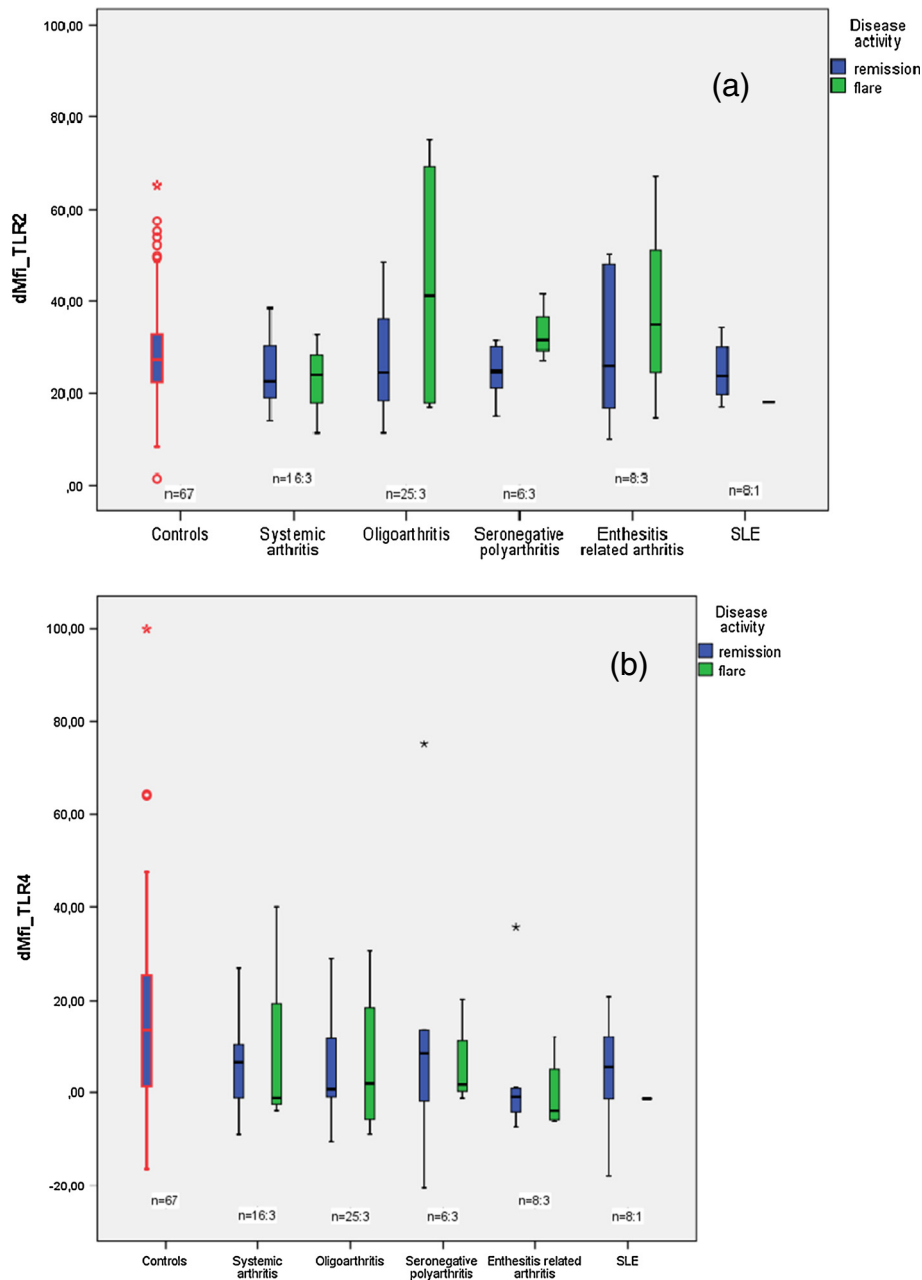 100,00
80,00
60,00
40,00
20,00
,00
dMfi_TLR2
(a)
Disease
activity
remission
flare
n=67
n=16:3
n=25:3
n=6:3
n=8:3
n=8:1
Controls
Systemic
arthritis
Oligoarthritis
Seronegative
polyarthritis
Enthesitis
related arthritis
SLE
100,00
80,00
60,00
40,00
20,00
,00
-20,00
dMfi_TLR4
(b)
Disease
activity
remission
flare
n=67
n=16:3
n=25:3
n=6:3
n=8:3
n=8:1
Controls
Systemic
arthritis
Oligoarthritis
Seronegative
polyarthritis
Enthesitis related
arthritis
SLE